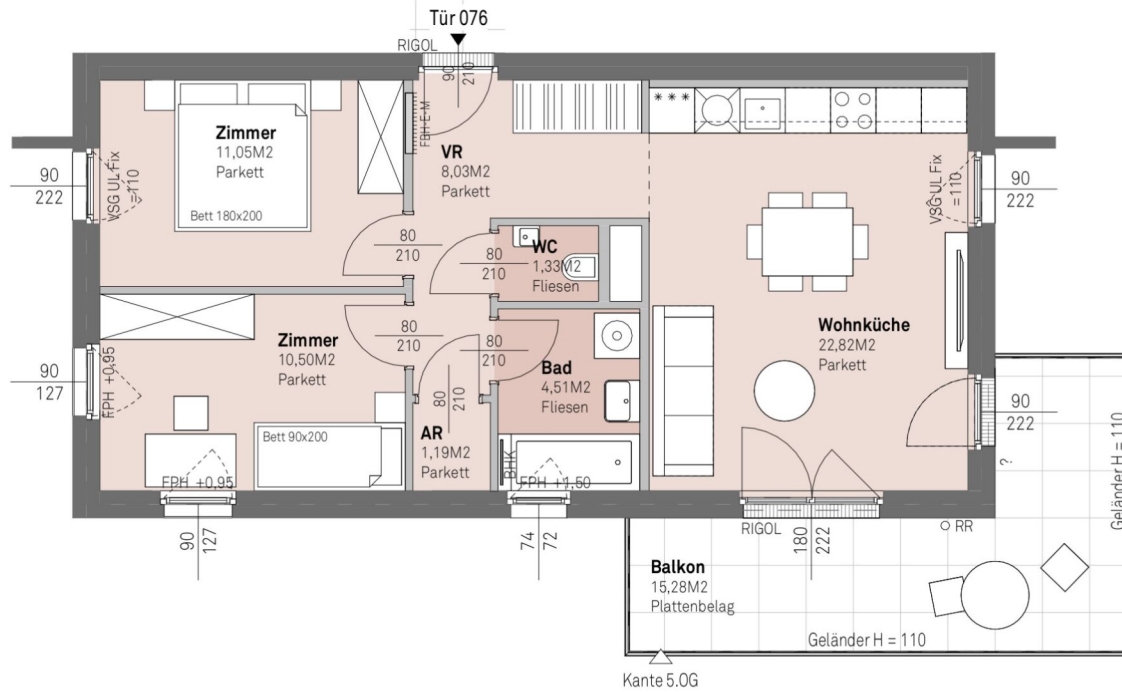 Tür 076
RIGOL
90
210
FBH-E-M
Zimmer
11,05M2
Parkett
Bett 180x200
VSG UL Fix
=110
90
222
VR
8,03M2
Parkett
***
VSG UL Fix
=110
90
222
80
210
80
210
WC
1,33M2
Fliesen
Zimmer
10,50M2
Parkett
FPH +0,95
90
127
80
210
80
210
Bad
4,51M2
Fliesen
Wohnküche
22,82M2
Parkett
90
222
80
210
AR
1,19M2
Parkett
Bett 90x200
FPH +0,95
BHK
FPH +1,50
90
127
74
72
RIGOL
180
222
RR
?
Geländer H = 110
Balkon
15,28M2
Plattenbelag
Geländer H = 110
Kante 5.OG